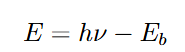 E = hν − E_b